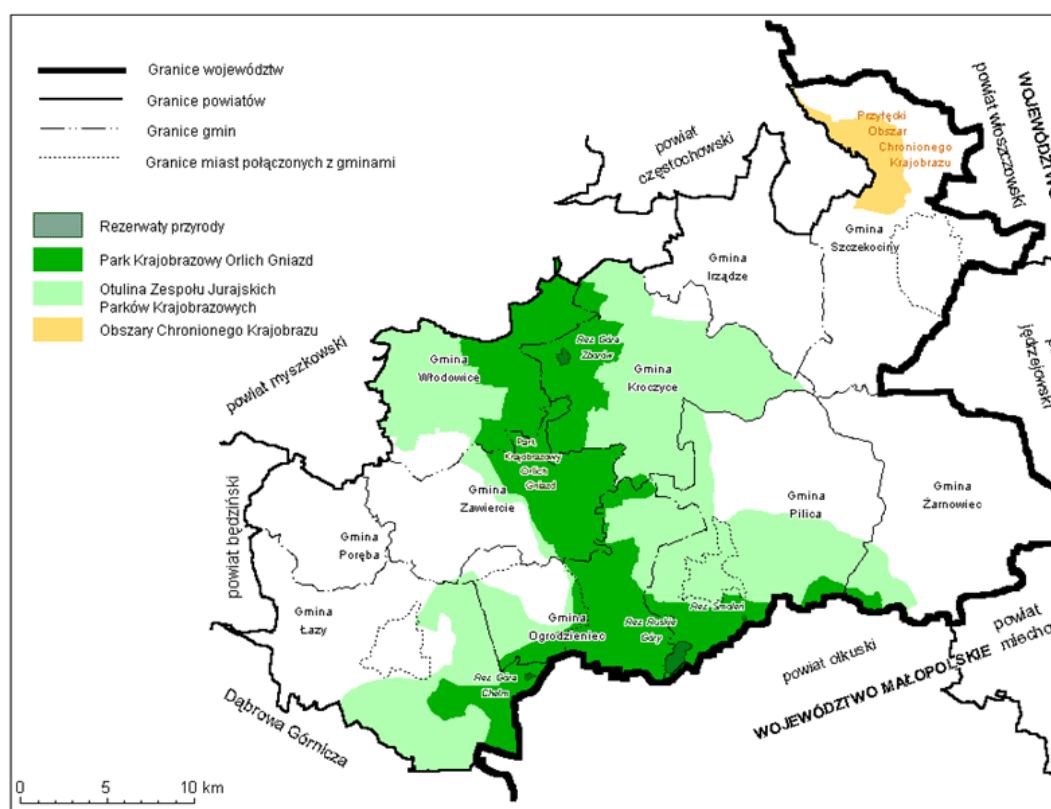 Granice województw
Granice powiatów
Granice gmin
Granice miast połączonych z gminami
Rezerwaty przyrody
Park Krajobrazowy Orlich Gniazd
Otulina Zespołu Jurajskich
Parków Krajobrazowych
Obszary Chronionego Krajobrazu
powiat
częstochowski
Przyłęcki
Obszar
Chronionego
Krajobrazu
powiat włoszczowski
WOJEWÓDZTWO
Gmina
Szczekociny
Gmina
Irządze
jędrzejowski
powiat myszkowski
Gmina
Włodowice
Rez. Góra
Zborów
Gmina
Kroczyce
Park
Krajobrazowy
Orlich
Gniazd
Gmina
Zawiercie
Gmina
Pilica
Gmina
Żarnowiec
powiat będziński
Gmina
Poręba
Gmina
Łazy
Gmina
Ogrodzieniec
Rez. Ruskie
Góry
Rez. Smoleń
Rez. Góra
Chełm
powiat olkuski
powiat
miecho
WOJEWÓDZTWO MAŁOPOLSKIE
Dąbrowa Górnicza
0 5 10 km